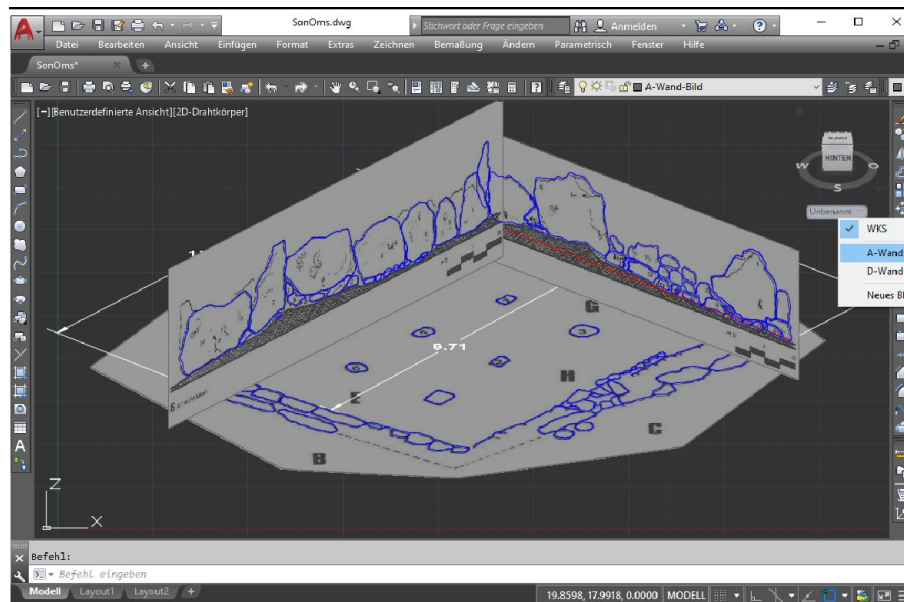 SonOms.dwg
Stichwort oder Frage eingeben
Anmelden
Datei Bearbeiten Ansicht Einfügen Format Extras Zeichnen Bemaßung Ändern Parametrisch Fenster Hilfe
SonOms*
A-Wand-Bild
[−][Benutzerdefinierte Ansicht][2D-Drahtkörper]
HINTEN
W O
S
Unbenannt
WKS
A-Wand
D-Wand
Neues B
G
9.71
H
E
C
B
Z
X
Befehl:
Befehl eingeben
Modell Layout1 Layout2 +
19.8598, 17.9918, 0.0000 MODELL